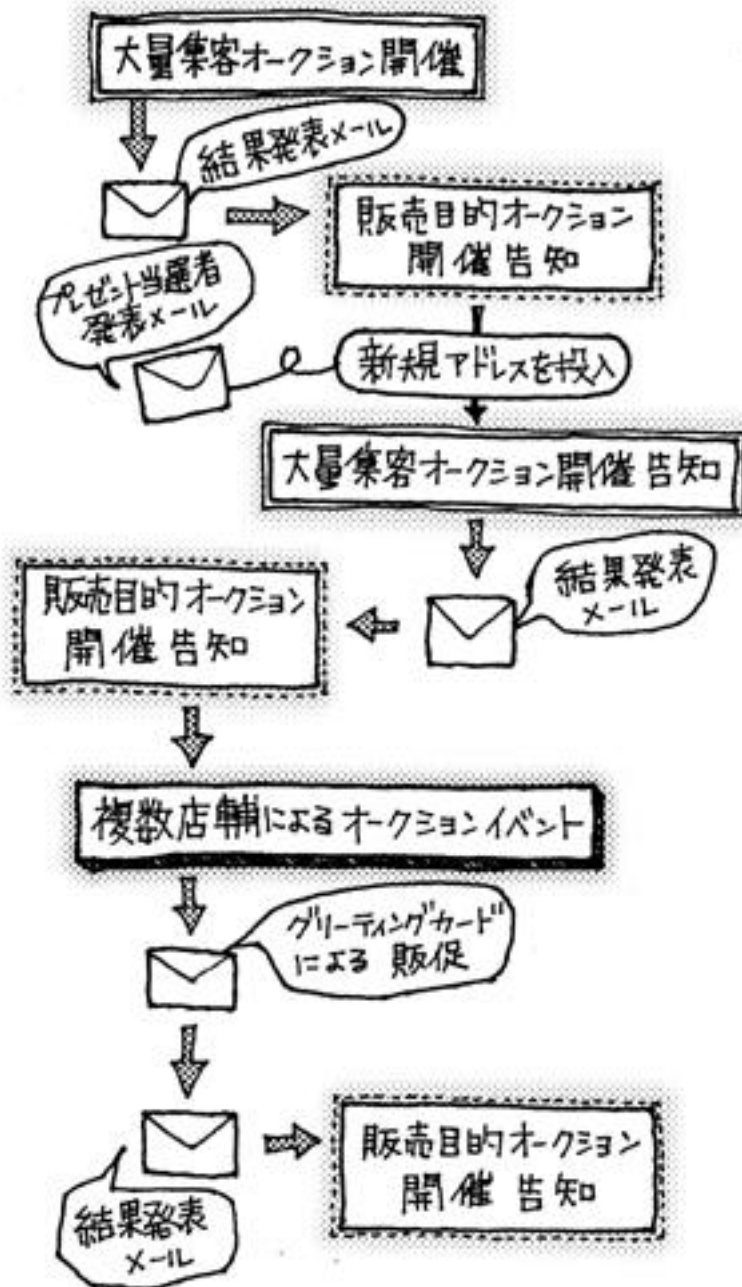 大量集客オークション開催
結果発表メール
販売目的オークション
開催告知
プレゼント当選者
発表メール
新規アドレスを投入
大量集客オークション開催告知
結果発表
メール
販売目的オークション
開催告知
複数店舗によるオークションイベント
グリーティングカード
による販促
結果発表
メール
販売目的オークション
開催告知